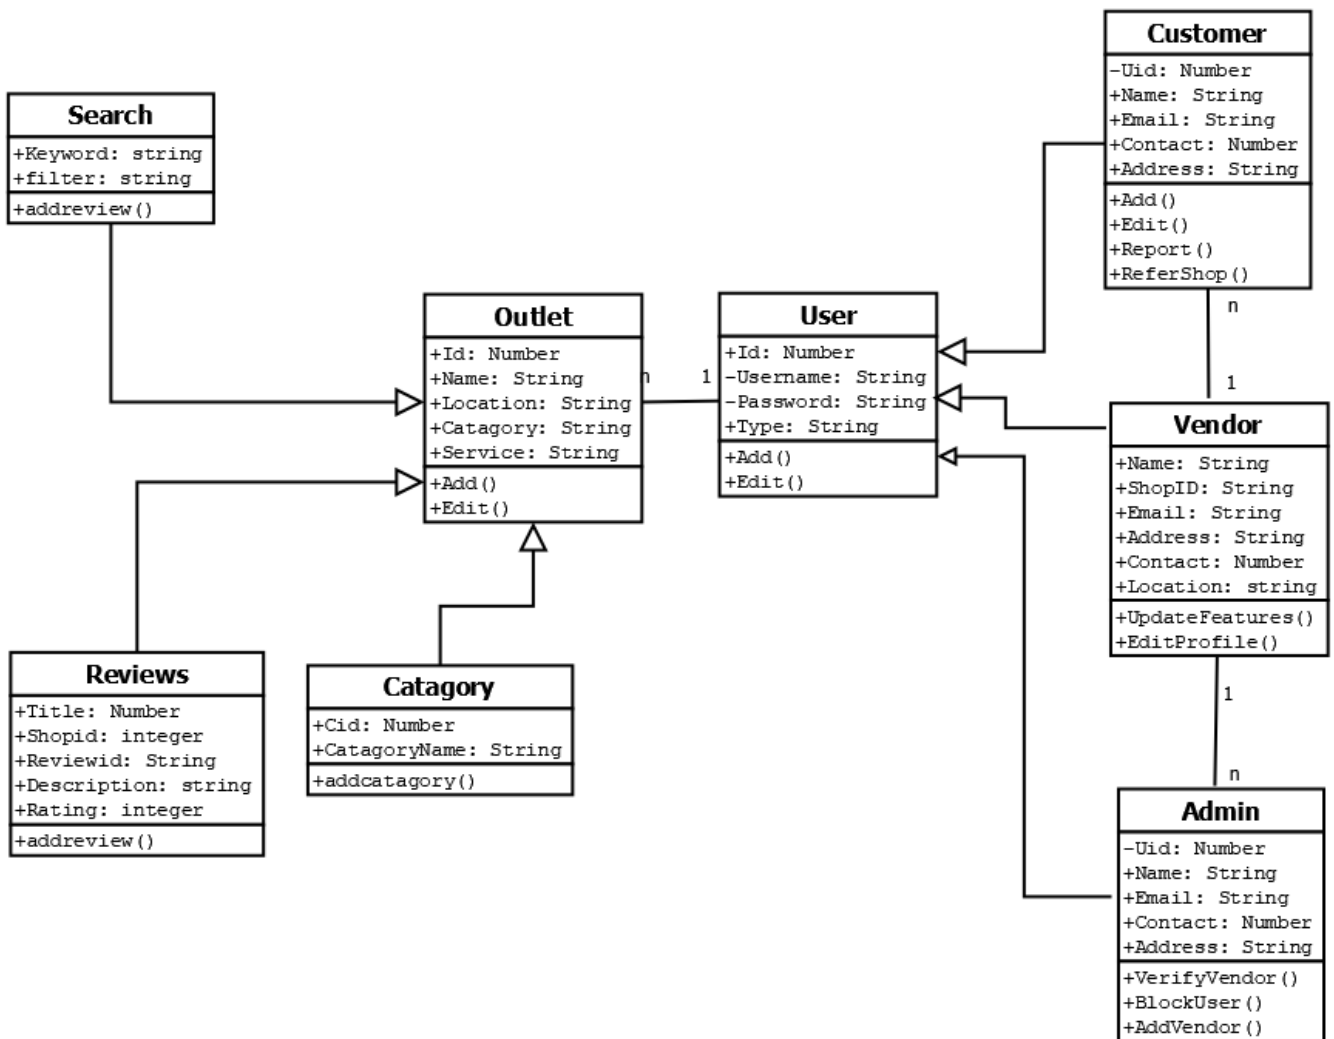 Customer
-Uid: Number
+Name: String
+Email: String
+Contact: Number
+Address: String
+Add()
+Edit()
+Report()
+ReferShop()
Search
+Keyword: string
+filter: string
+addreview()
Outlet
+Id: Number
+Name: String
+Location: String
+Catagory: String
+Service: String
+Add()
+Edit()
n
1
User
+Id: Number
-Username: String
-Password: String
+Type: String
+Add()
+Edit()
n
1
Vendor
+Name: String
+ShopID: String
+Email: String
+Address: String
+Contact: Number
+Location: string
+UpdateFeatures()
+EditProfile()
Reviews
+Title: Number
+Shopid: integer
+Reviewid: String
+Description: string
+Rating: integer
+addreview()
Catagory
+Cid: Number
+CatagoryName: String
+addcatagory()
1
n
Admin
-Uid: Number
+Name: String
+Email: String
+Contact: Number
+Address: String
+VerifyVendor()
+BlockUser()
+AddVendor()